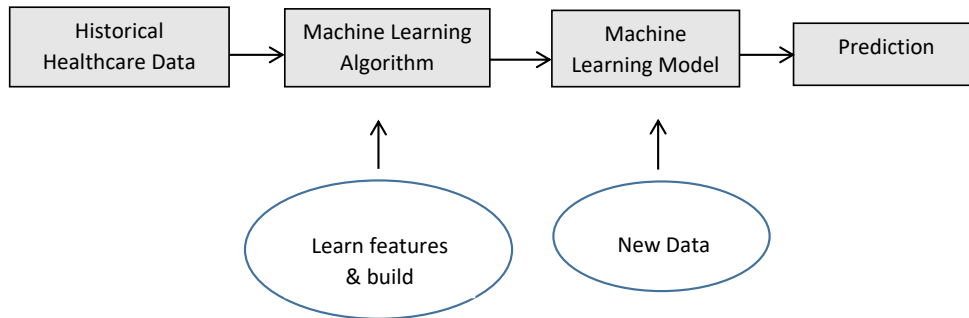 Historical
Healthcare Data
Machine Learning
Algorithm
Machine
Learning Model
Prediction
Learn features
& build
New Data